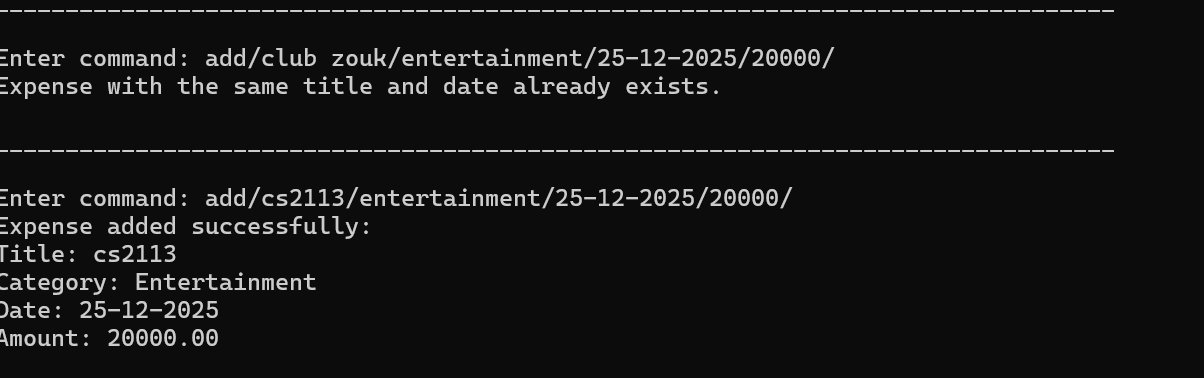 Enter command: add/club zouk/entertainment/25-12-2025/20000/
Expense with the same title and date already exists.
Enter command: add/cs2113/entertainment/25-12-2025/20000/
Expense added successfully:
Title: cs2113
Category: Entertainment
Date: 25-12-2025
Amount: 20000.00